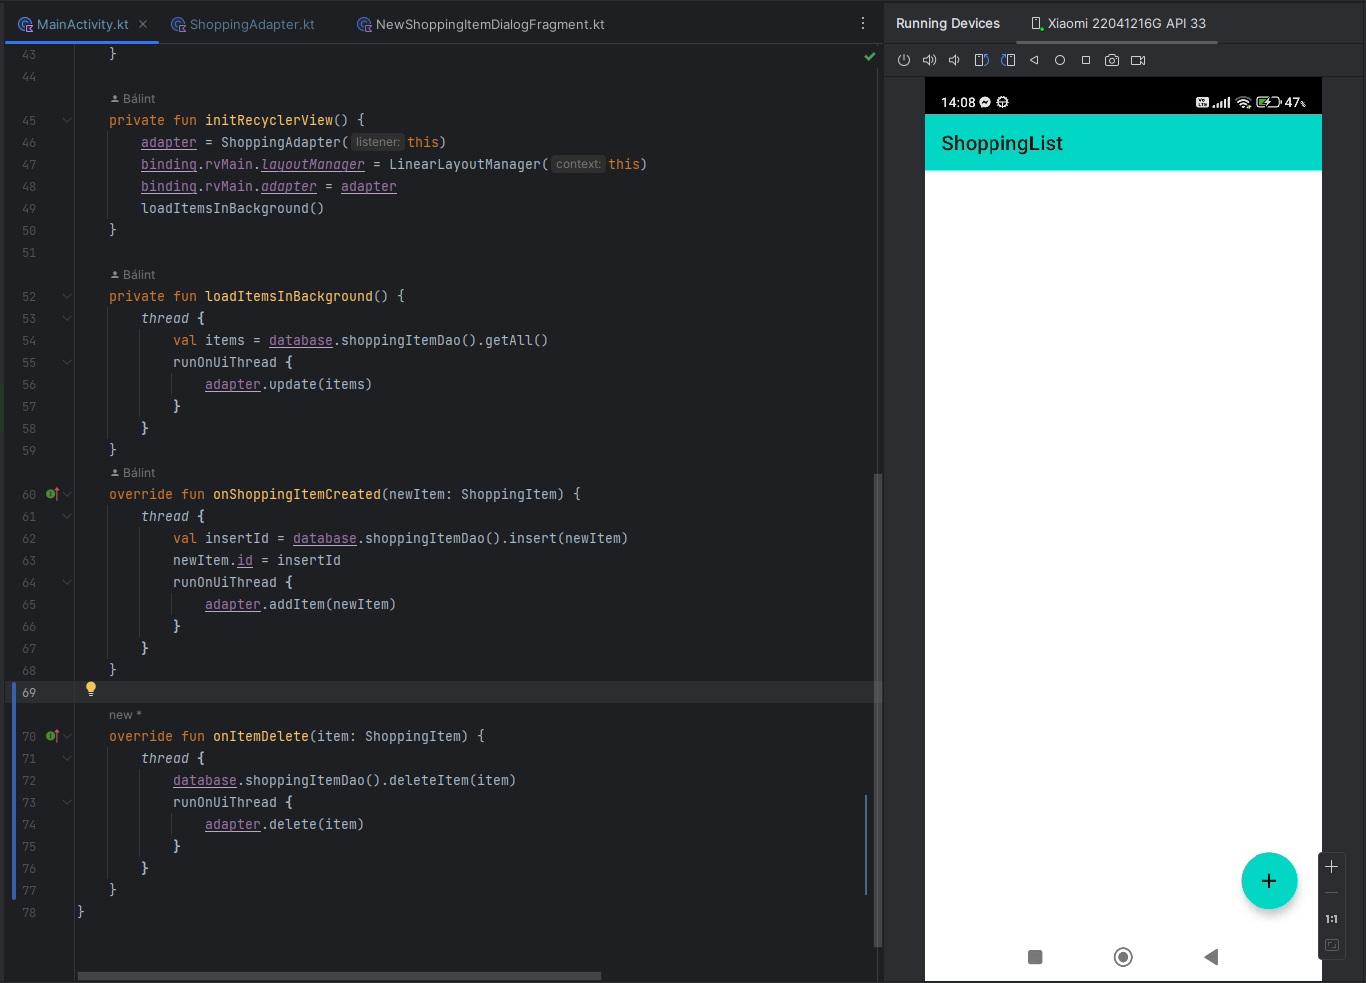 MainActivity.kt ShoppingAdapter.kt NewShoppingItemDialogFragment.kt
43 }
44
Bálint
45 private fun initRecyclerView() {
46 adapter = ShoppingAdapter( listener: this)
47 binding.rvMain.layoutManager = LinearLayoutManager( context: this)
48 binding.rvMain.adapter = adapter
49 loadItemsInBackground()
50 }
51
Bálint
52 private fun loadItemsInBackground() {
53 thread {
54 val items = database.shoppingItemDao().getAll()
55 runOnUiThread {
56 adapter.update(items)
57 }
58 }
59 }
Bálint
60 override fun onShoppingItemCreated(newItem: ShoppingItem) {
61 thread {
62 val insertId = database.shoppingItemDao().insert(newItem)
63 newItem.id = insertId
64 runOnUiThread {
65 adapter.addItem(newItem)
66 }
67 }
68 }
69
new *
70 override fun onItemDelete(item: ShoppingItem) {
71 thread {
72 database.shoppingItemDao().deleteItem(item)
73 runOnUiThread {
74 adapter.delete(item)
75 }
76 }
77 }
78 }
Running Devices Xiaomi 22041216G API 33
14:08 47%
ShoppingList
+
1:1